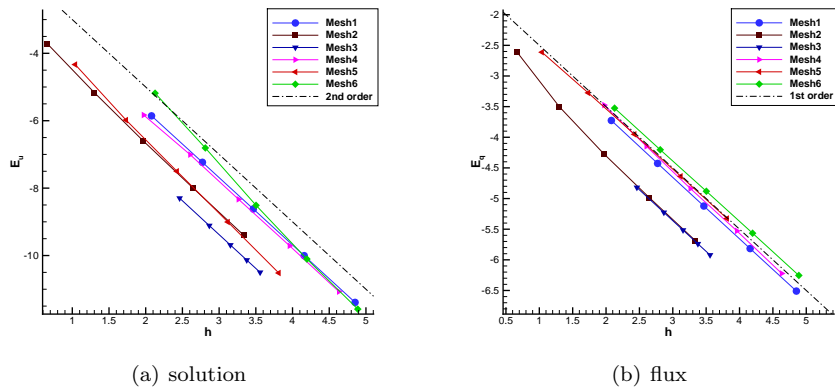 Mesh1
Mesh2
Mesh3
Mesh4
Mesh5
Mesh6
2nd order
-4
-6
-8
-10
E_u
1 1.5 2 2.5 3 3.5 4 4.5 5
h
(a) solution
Mesh1
Mesh2
Mesh3
Mesh4
Mesh5
Mesh6
1st order
-2
-2.5
-3
-3.5
-4
-4.5
-5
-5.5
-6
-6.5
E_q
0.5 1 1.5 2 2.5 3 3.5 4 4.5 5
h
(b) flux